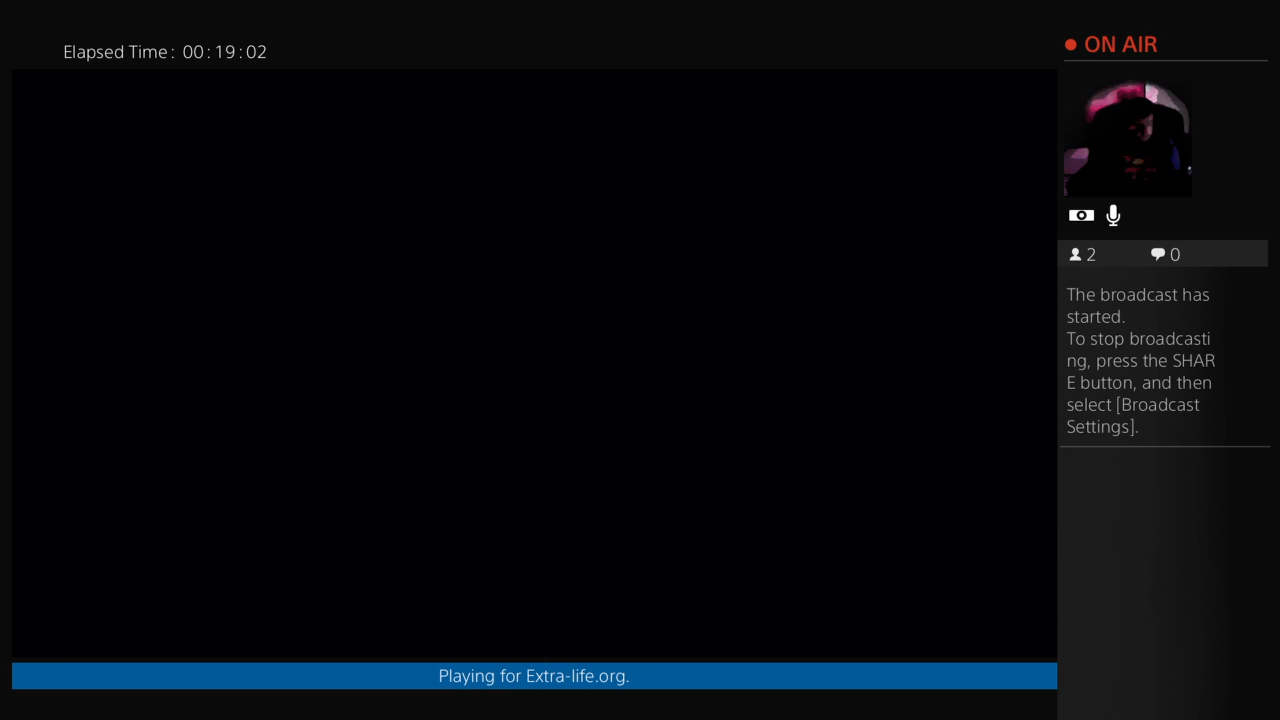 Elapsed Time: 00:19:02
ON AIR
2 0
The broadcast has
started.
To stop broadcasti
ng, press the SHAR
E button, and then
select [Broadcast
Settings].
Playing for Extra-life.org.